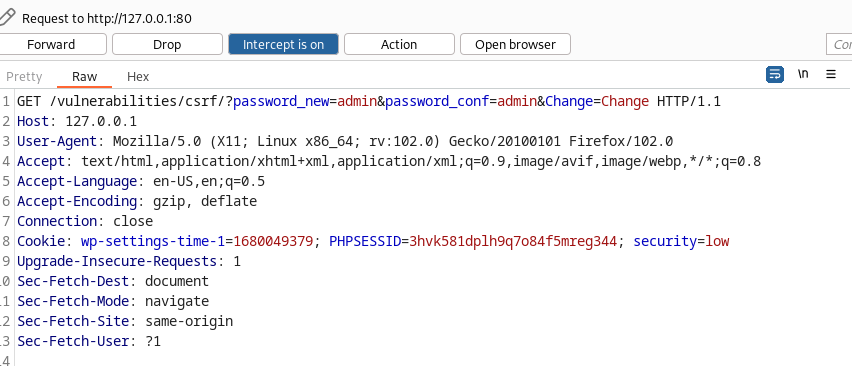 Request to http://127.0.0.1:80
Forward Drop Intercept is on Action Open browser
Pretty Raw Hex \n
1 GET /vulnerabilities/csrf/?password_new=admin&password_conf=admin&Change=Change HTTP/1.1
2 Host: 127.0.0.1
3 User-Agent: Mozilla/5.0 (X11; Linux x86_64; rv:102.0) Gecko/20100101 Firefox/102.0
4 Accept: text/html,application/xhtml+xml,application/xml;q=0.9,image/avif,image/webp,*/*;q=0.8
5 Accept-Language: en-US,en;q=0.5
6 Accept-Encoding: gzip, deflate
7 Connection: close
8 Cookie: wp-settings-time-1=1680049379; PHPSESSID=3hvk581dplh9q7o84f5mreg344; security=low
9 Upgrade-Insecure-Requests: 1
0 Sec-Fetch-Dest: document
1 Sec-Fetch-Mode: navigate
2 Sec-Fetch-Site: same-origin
3 Sec-Fetch-User: ?1
4